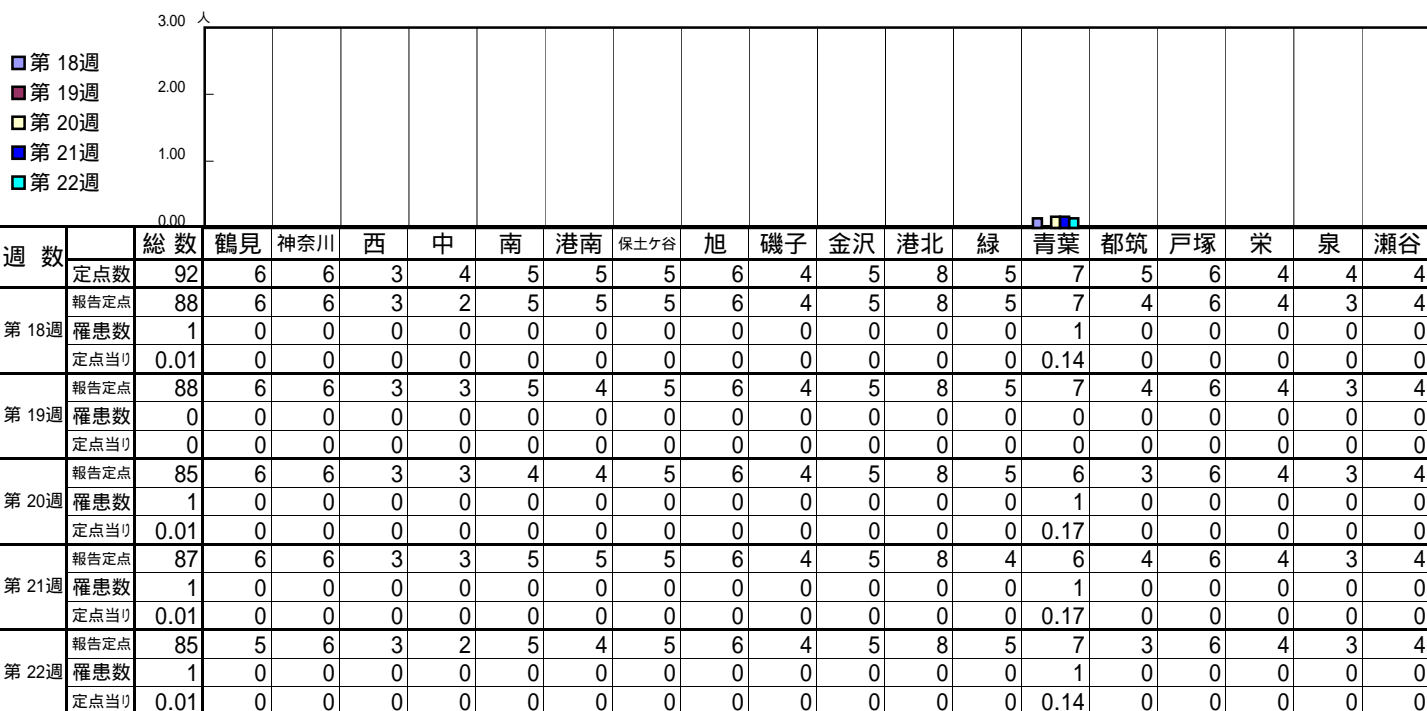 3.00 人
第 18週
2.00
第 19週
第 20週
1.00
第 21週
第 22週
0.00
週 数 総 数 鶴見 神奈川 西 中 南 港南 保土ケ谷 旭 磯子 金沢 港北 緑 青葉 都筑 戸塚 栄 泉 瀬谷
定点数 92 6 6 3 4 5 5 5 6 4 5 8 5 7 5 6 4 4 4
第 18週 報告定点 88 6 6 3 2 5 5 5 6 4 5 8 5 7 4 6 4 3 4
罹患数 1 0 0 0 0 0 0 0 0 0 0 0 0 1 0 0 0 0 0
定点当り 0.01 0 0 0 0 0 0 0 0 0 0 0 0 0.14 0 0 0 0 0
第 19週 報告定点 88 6 6 3 3 5 4 5 6 4 5 8 5 7 4 6 4 3 4
罹患数 0 0 0 0 0 0 0 0 0 0 0 0 0 0 0 0 0 0 0
定点当り 0 0 0 0 0 0 0 0 0 0 0 0 0 0 0 0 0 0 0
第 20週 報告定点 85 6 6 3 3 4 4 5 6 4 5 8 5 6 3 6 4 3 4
罹患数 1 0 0 0 0 0 0 0 0 0 0 0 0 1 0 0 0 0 0
定点当り 0.01 0 0 0 0 0 0 0 0 0 0 0 0 0.17 0 0 0 0 0
第 21週 報告定点 87 6 6 3 3 5 5 5 6 4 5 8 4 6 4 6 4 3 4
罹患数 1 0 0 0 0 0 0 0 0 0 0 0 0 1 0 0 0 0 0
定点当り 0.01 0 0 0 0 0 0 0 0 0 0 0 0 0.17 0 0 0 0 0
第 22週 報告定点 85 5 6 3 2 5 4 5 6 4 5 8 5 7 3 6 4 3 4
罹患数 1 0 0 0 0 0 0 0 0 0 0 0 0 1 0 0 0 0 0
定点当り 0.01 0 0 0 0 0 0 0 0 0 0 0 0 0.14 0 0 0 0 0